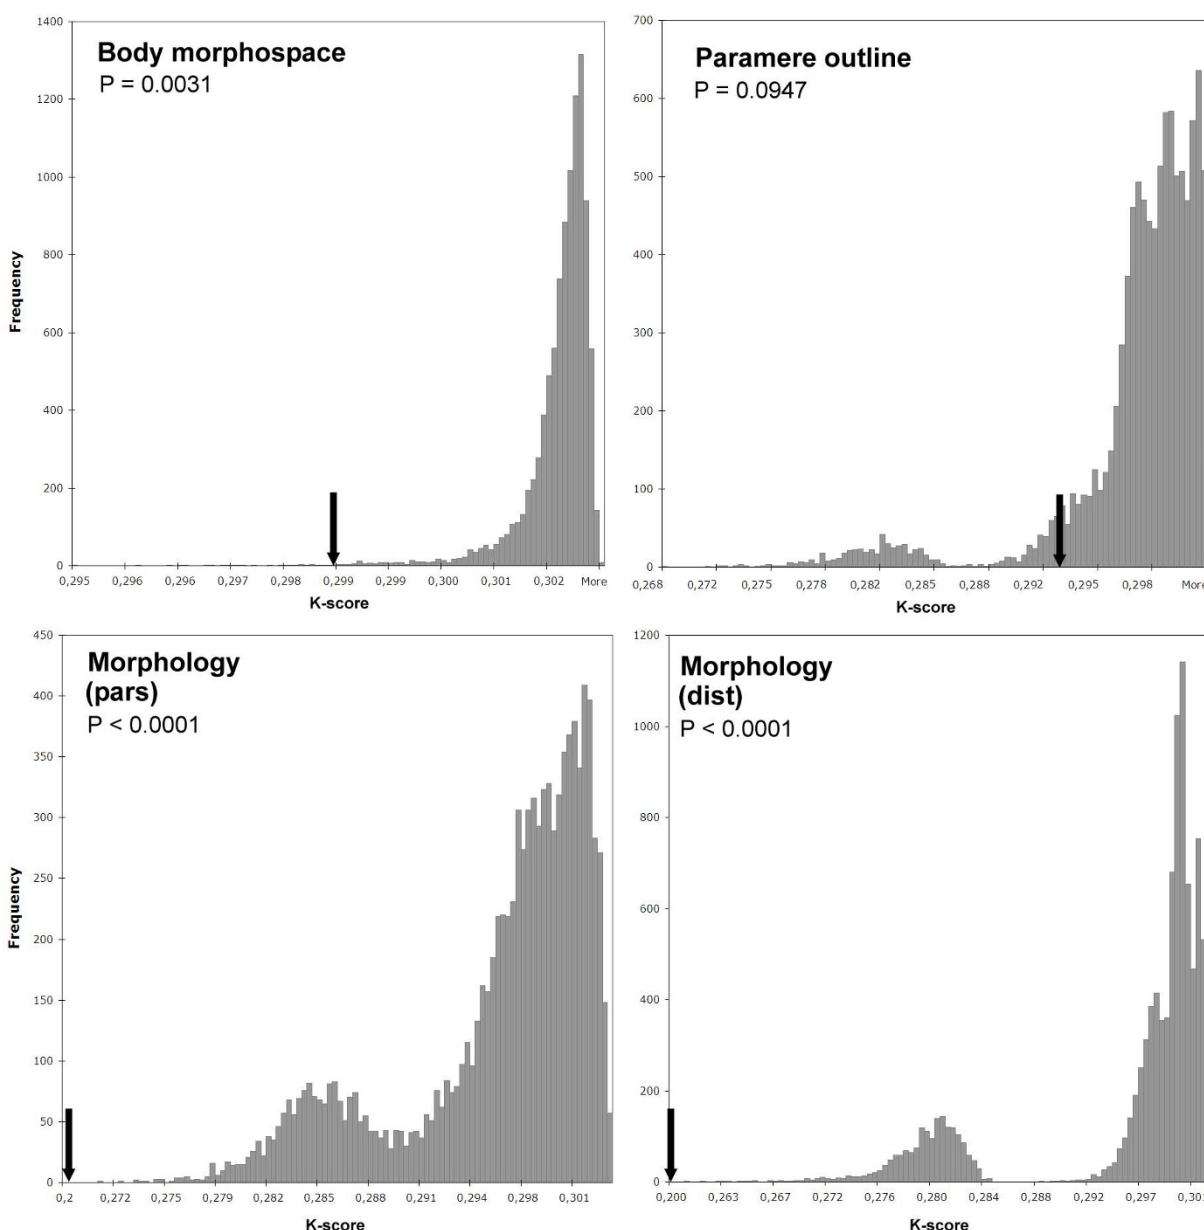 Body morphospace
P = 0.0031
Frequency
1400
1200
1000
800
600
400
200
0
0,295 0,296 0,296 0,297 0,298 0,299 0,299 0,300 0,301 0,302 More
K-score
Paramere outline
P = 0.0947
700
600
500
400
300
200
100
0
0,268 0,272 0,275 0,278 0,282 0,285 0,288 0,292 0,295 0,298 More
K-score
Morphology
(pars)
P < 0.0001
Frequency
450
400
350
300
250
200
150
100
50
0
0,2 0,272 0,275 0,279 0,282 0,285 0,288 0,291 0,294 0,298 0,301
K-score
Morphology
(dist)
P < 0.0001
1200
1000
800
600
400
200
0
0,200 0,263 0,267 0,272 0,276 0,280 0,284 0,288 0,292 0,297 0,301
K-score